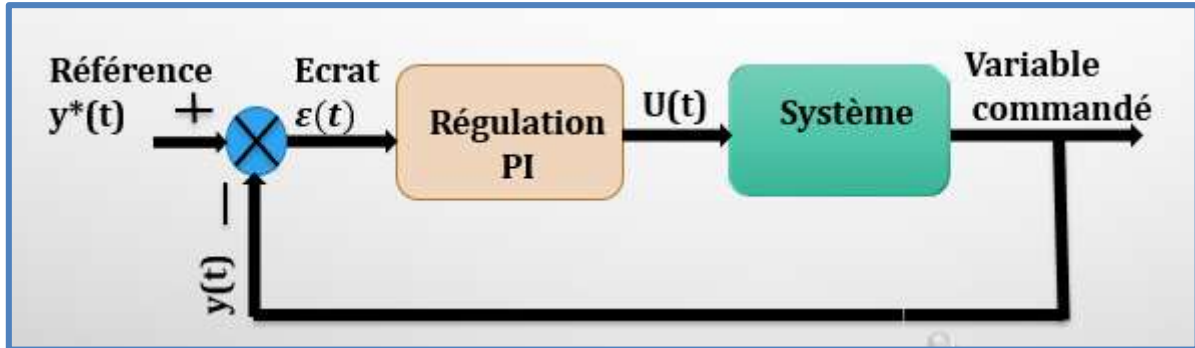 Référence
y*(t)
+
Ecrat
ε(t)
Régulation
PI
U(t)
Système
Variable
commandé
−
y(t)